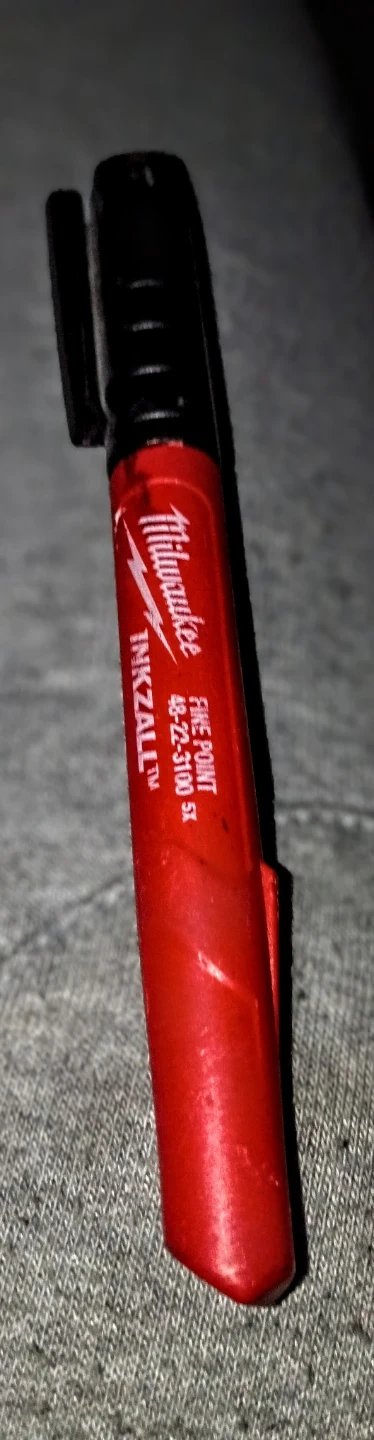 Milwaukee
INKZALL™
FINE POINT
48-22-3100 5X